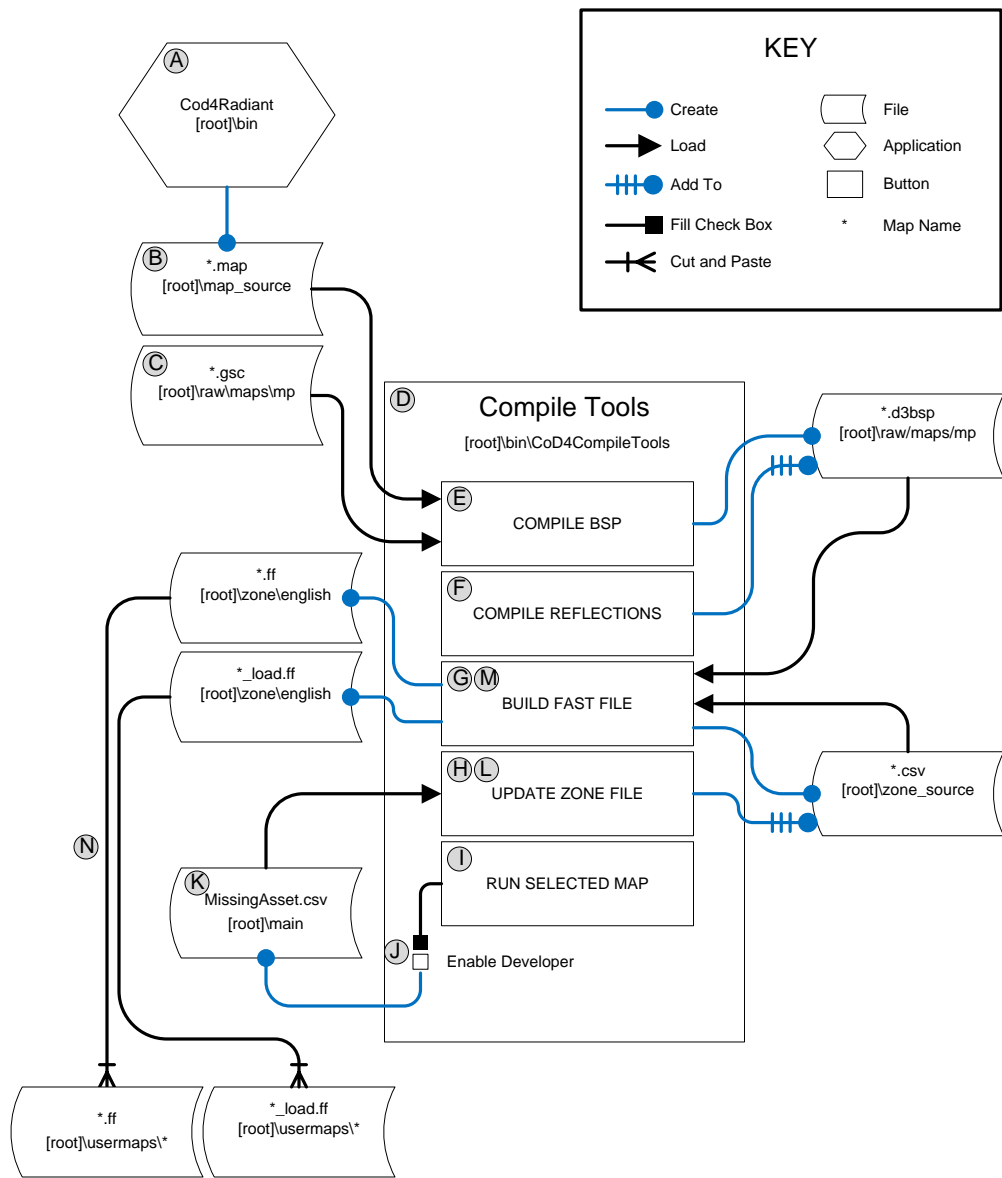 A
Cod4Radiant
[root]\bin
KEY
Create
File
Load
Application
Add To
Button
Fill Check Box
* Map Name
Cut and Paste
B
*.map
[root]\map_source
C
*.gsc
[root]\raw\maps\mp
D
Compile Tools
[root]\bin\CoD4CompileTools
*.d3bsp
[root]/raw/maps/mp
E
COMPILE BSP
F
COMPILE REFLECTIONS
*.ff
[root]\zone\english
G M
BUILD FAST FILE
*_load.ff
[root]\zone\english
H L
UPDATE ZONE FILE
*.csv
[root]\zone_source
N
I
RUN SELECTED MAP
K
MissingAsset.csv
[root]\main
J
Enable Developer
*.ff
[root]\usermaps\*
*_load.ff
[root]\usermaps\*